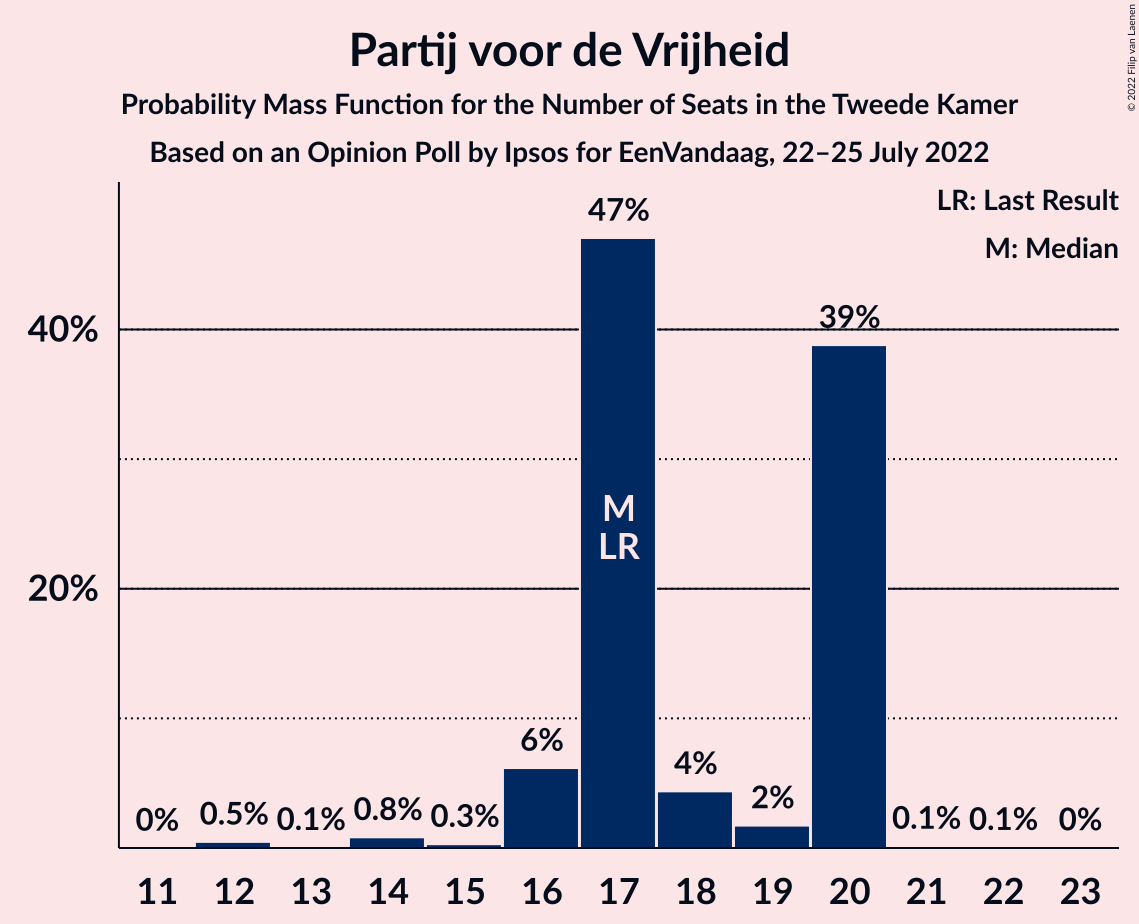 Partij voor de Vrijheid
Probability Mass Function for the Number of Seats in the Tweede Kamer
Based on an Opinion Poll by Ipsos for EenVandaag, 22–25 July 2022
© 2022 Filip van Laenen
LR: Last Result
M: Median
40%
20%
0%
0.5%
0.1%
0.8%
0.3%
6%
47%
4%
2%
39%
0.1%
0.1%
0%
M
LR
11 12 13 14 15 16 17 18 19 20 21 22 23